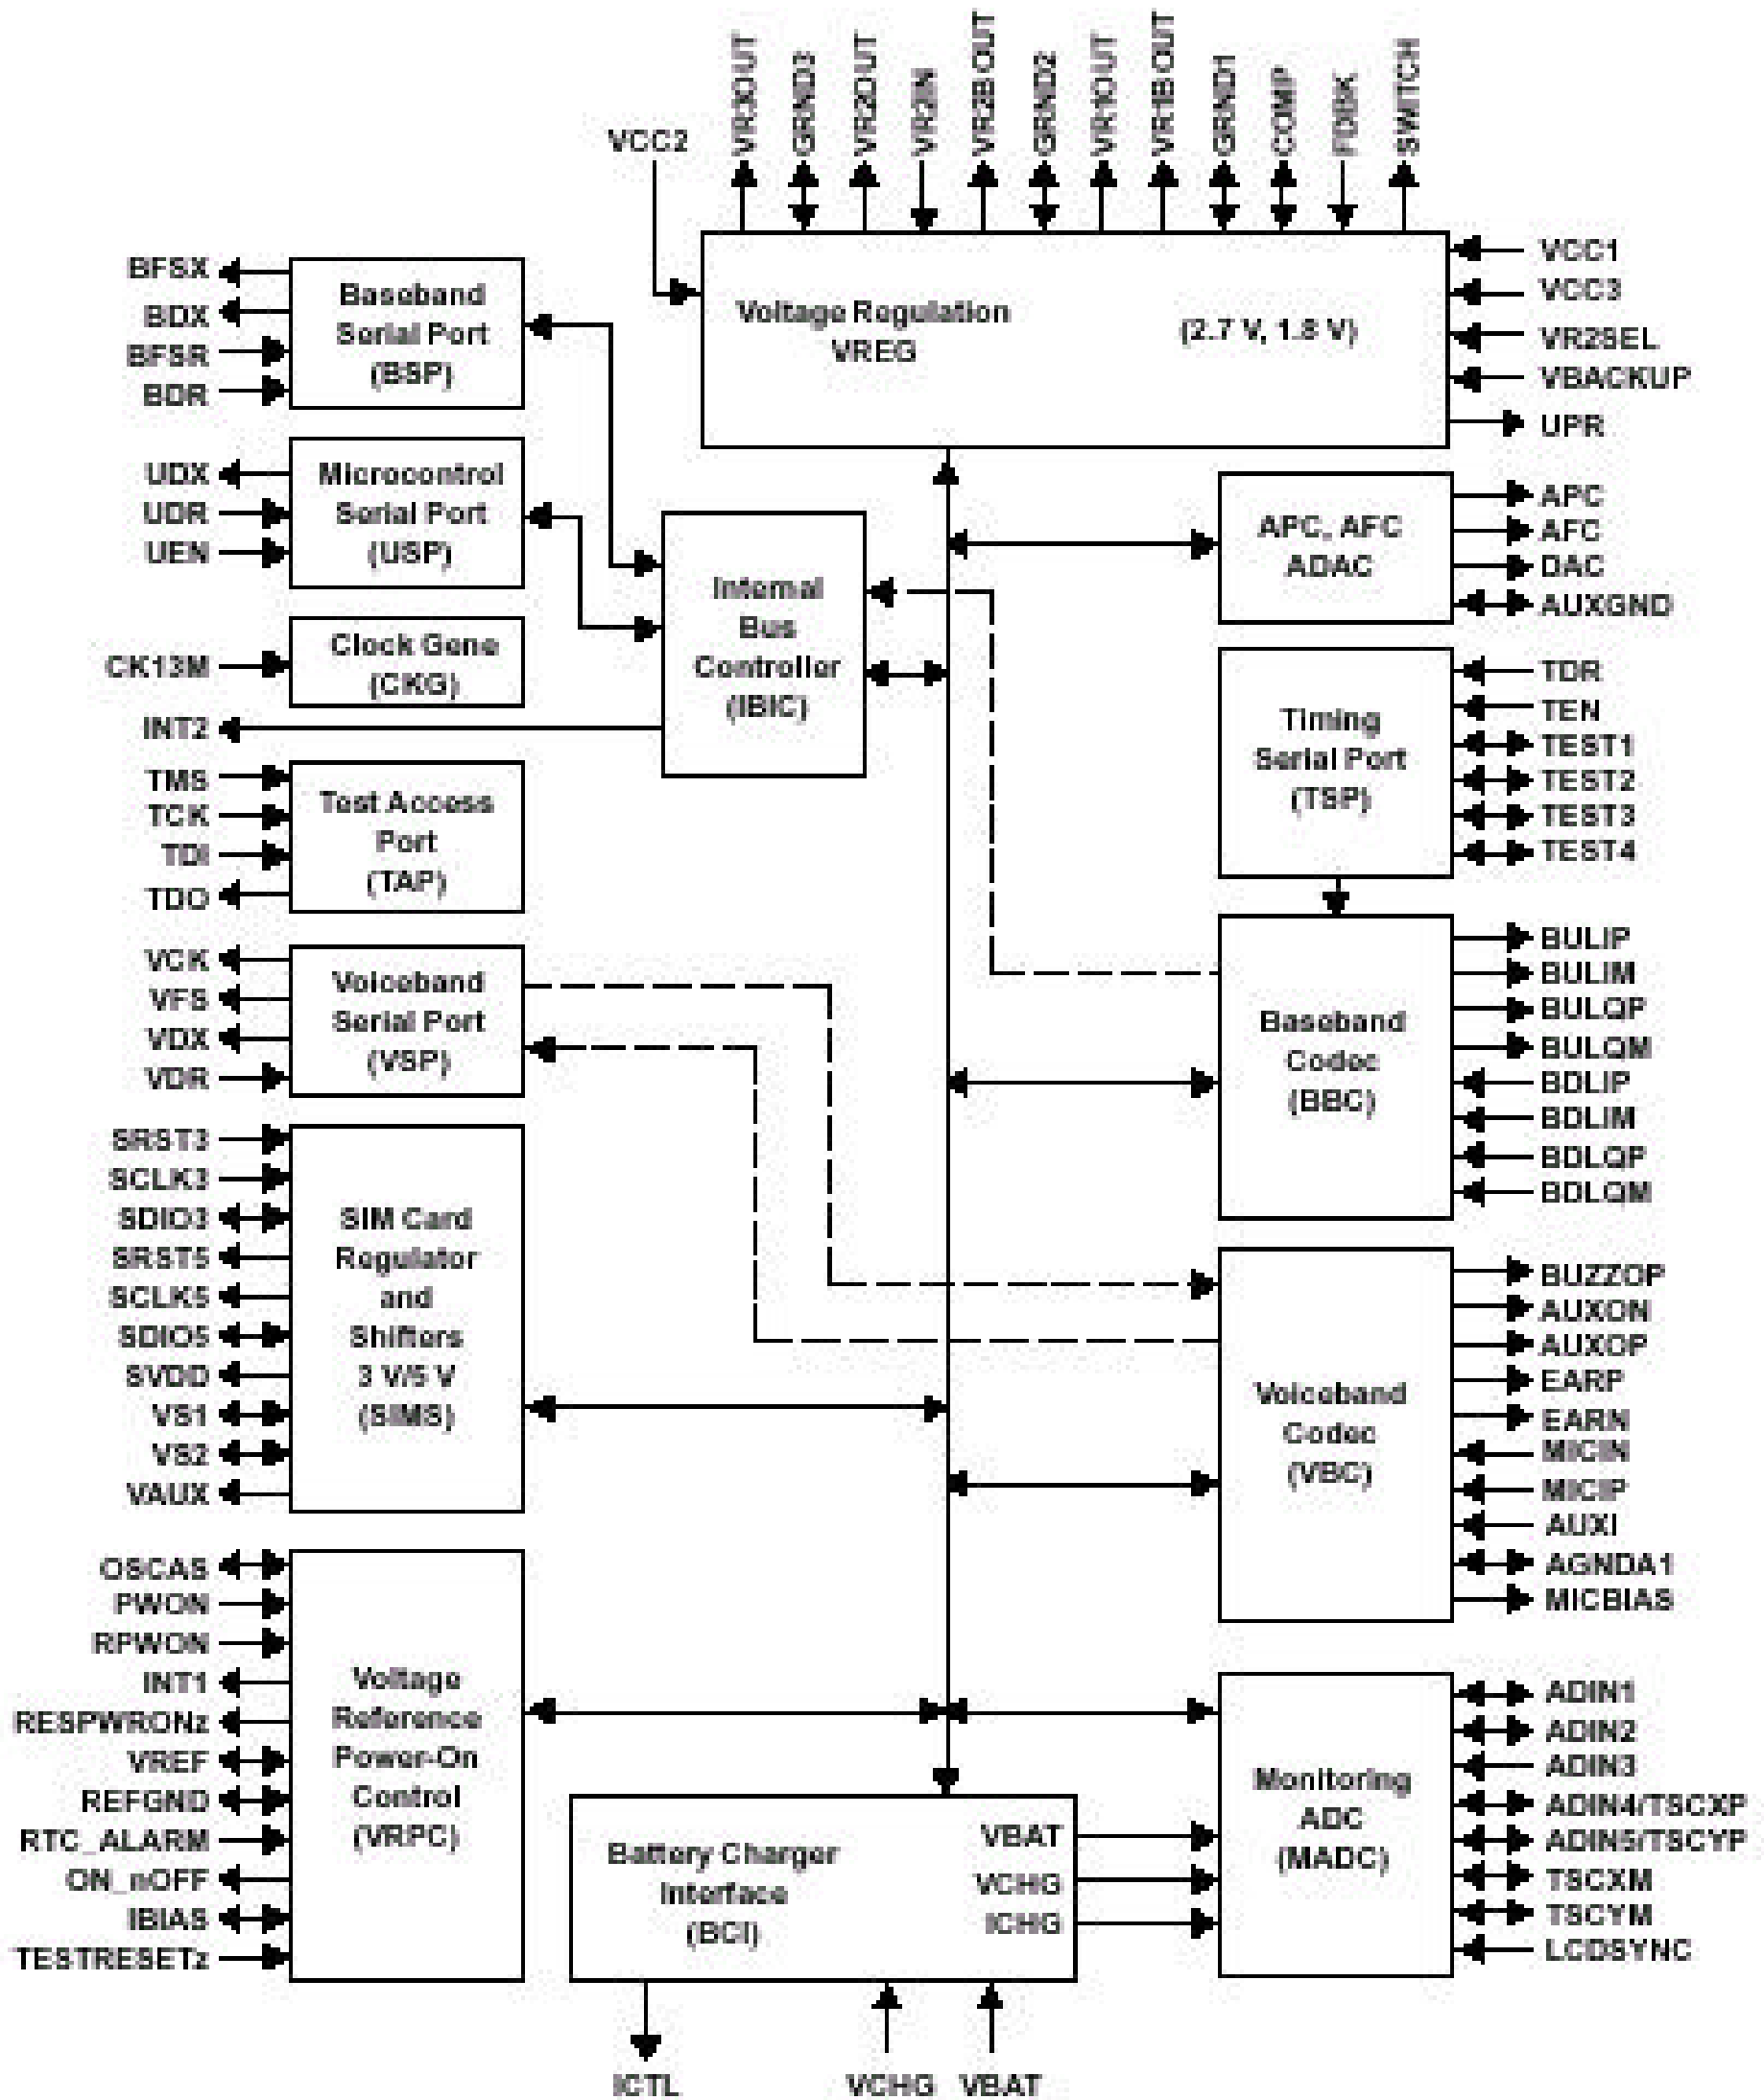 VR3OUT
GRND3
VR2OUT
VR2IN
VR2BOUT
GRND2
VR1OUT
VR1BOUT
GRND1
COMP
FDBK
SWITCH
VCC2
Voltage Regulation
VREG
(2.7 V, 1.8 V)
VCC1
VCC3
VR2SEL
VBACKUP
UPR
BFSX
BDX
BFSR
BDR
Baseband
Serial Port
(BSP)
UDX
UDR
UEN
Microcontrol
Serial Port
(USP)
CK13M
Clock Gene
(CKG)
INT2
Internal
Bus
Controller
(IBIC)
APC, AFC
ADAC
APC
AFC
DAC
AUXGND
TMS
TCK
TDI
TDO
Test Access
Port
(TAP)
Timing
Serial Port
(TSP)
TDR
TEN
TEST1
TEST2
TEST3
TEST4
VCK
VFS
VDX
VDR
Voiceband
Serial Port
(VSP)
Baseband
Codec
(BBC)
BULIP
BULIM
BULQP
BULQM
BDLIP
BDLIM
BDLQP
BDLQM
SRST3
SCLK3
SDIO3
SRST5
SCLK5
SDIO5
SVDD
VS1
VS2
VAUX
SIM Card
Regulator
and
Shifters
3 V/5 V
(SIMS)
Voiceband
Codec
(VBC)
BUZZOP
AUXON
AUXOP
EARP
EARN
MICIN
MICIP
AUXI
AGNDA1
MICBIAS
OSCAS
PWON
RPWON
INT1
RESPWRONz
VREF
REFGND
RTC_ALARM
ON_nOFF
IBIAS
TESTRESETz
Voltage
Reference
Power-On
Control
(VRPC)
Battery Charger
Interface
(BCI)
VBAT
VCHG
ICHG
Monitoring
ADC
(MADC)
ADIN1
ADIN2
ADIN3
ADIN4/TSCXP
ADIN5/TSCYP
TSCXM
TSCYM
LCDSYNC
ICTL
VCHG
VBAT